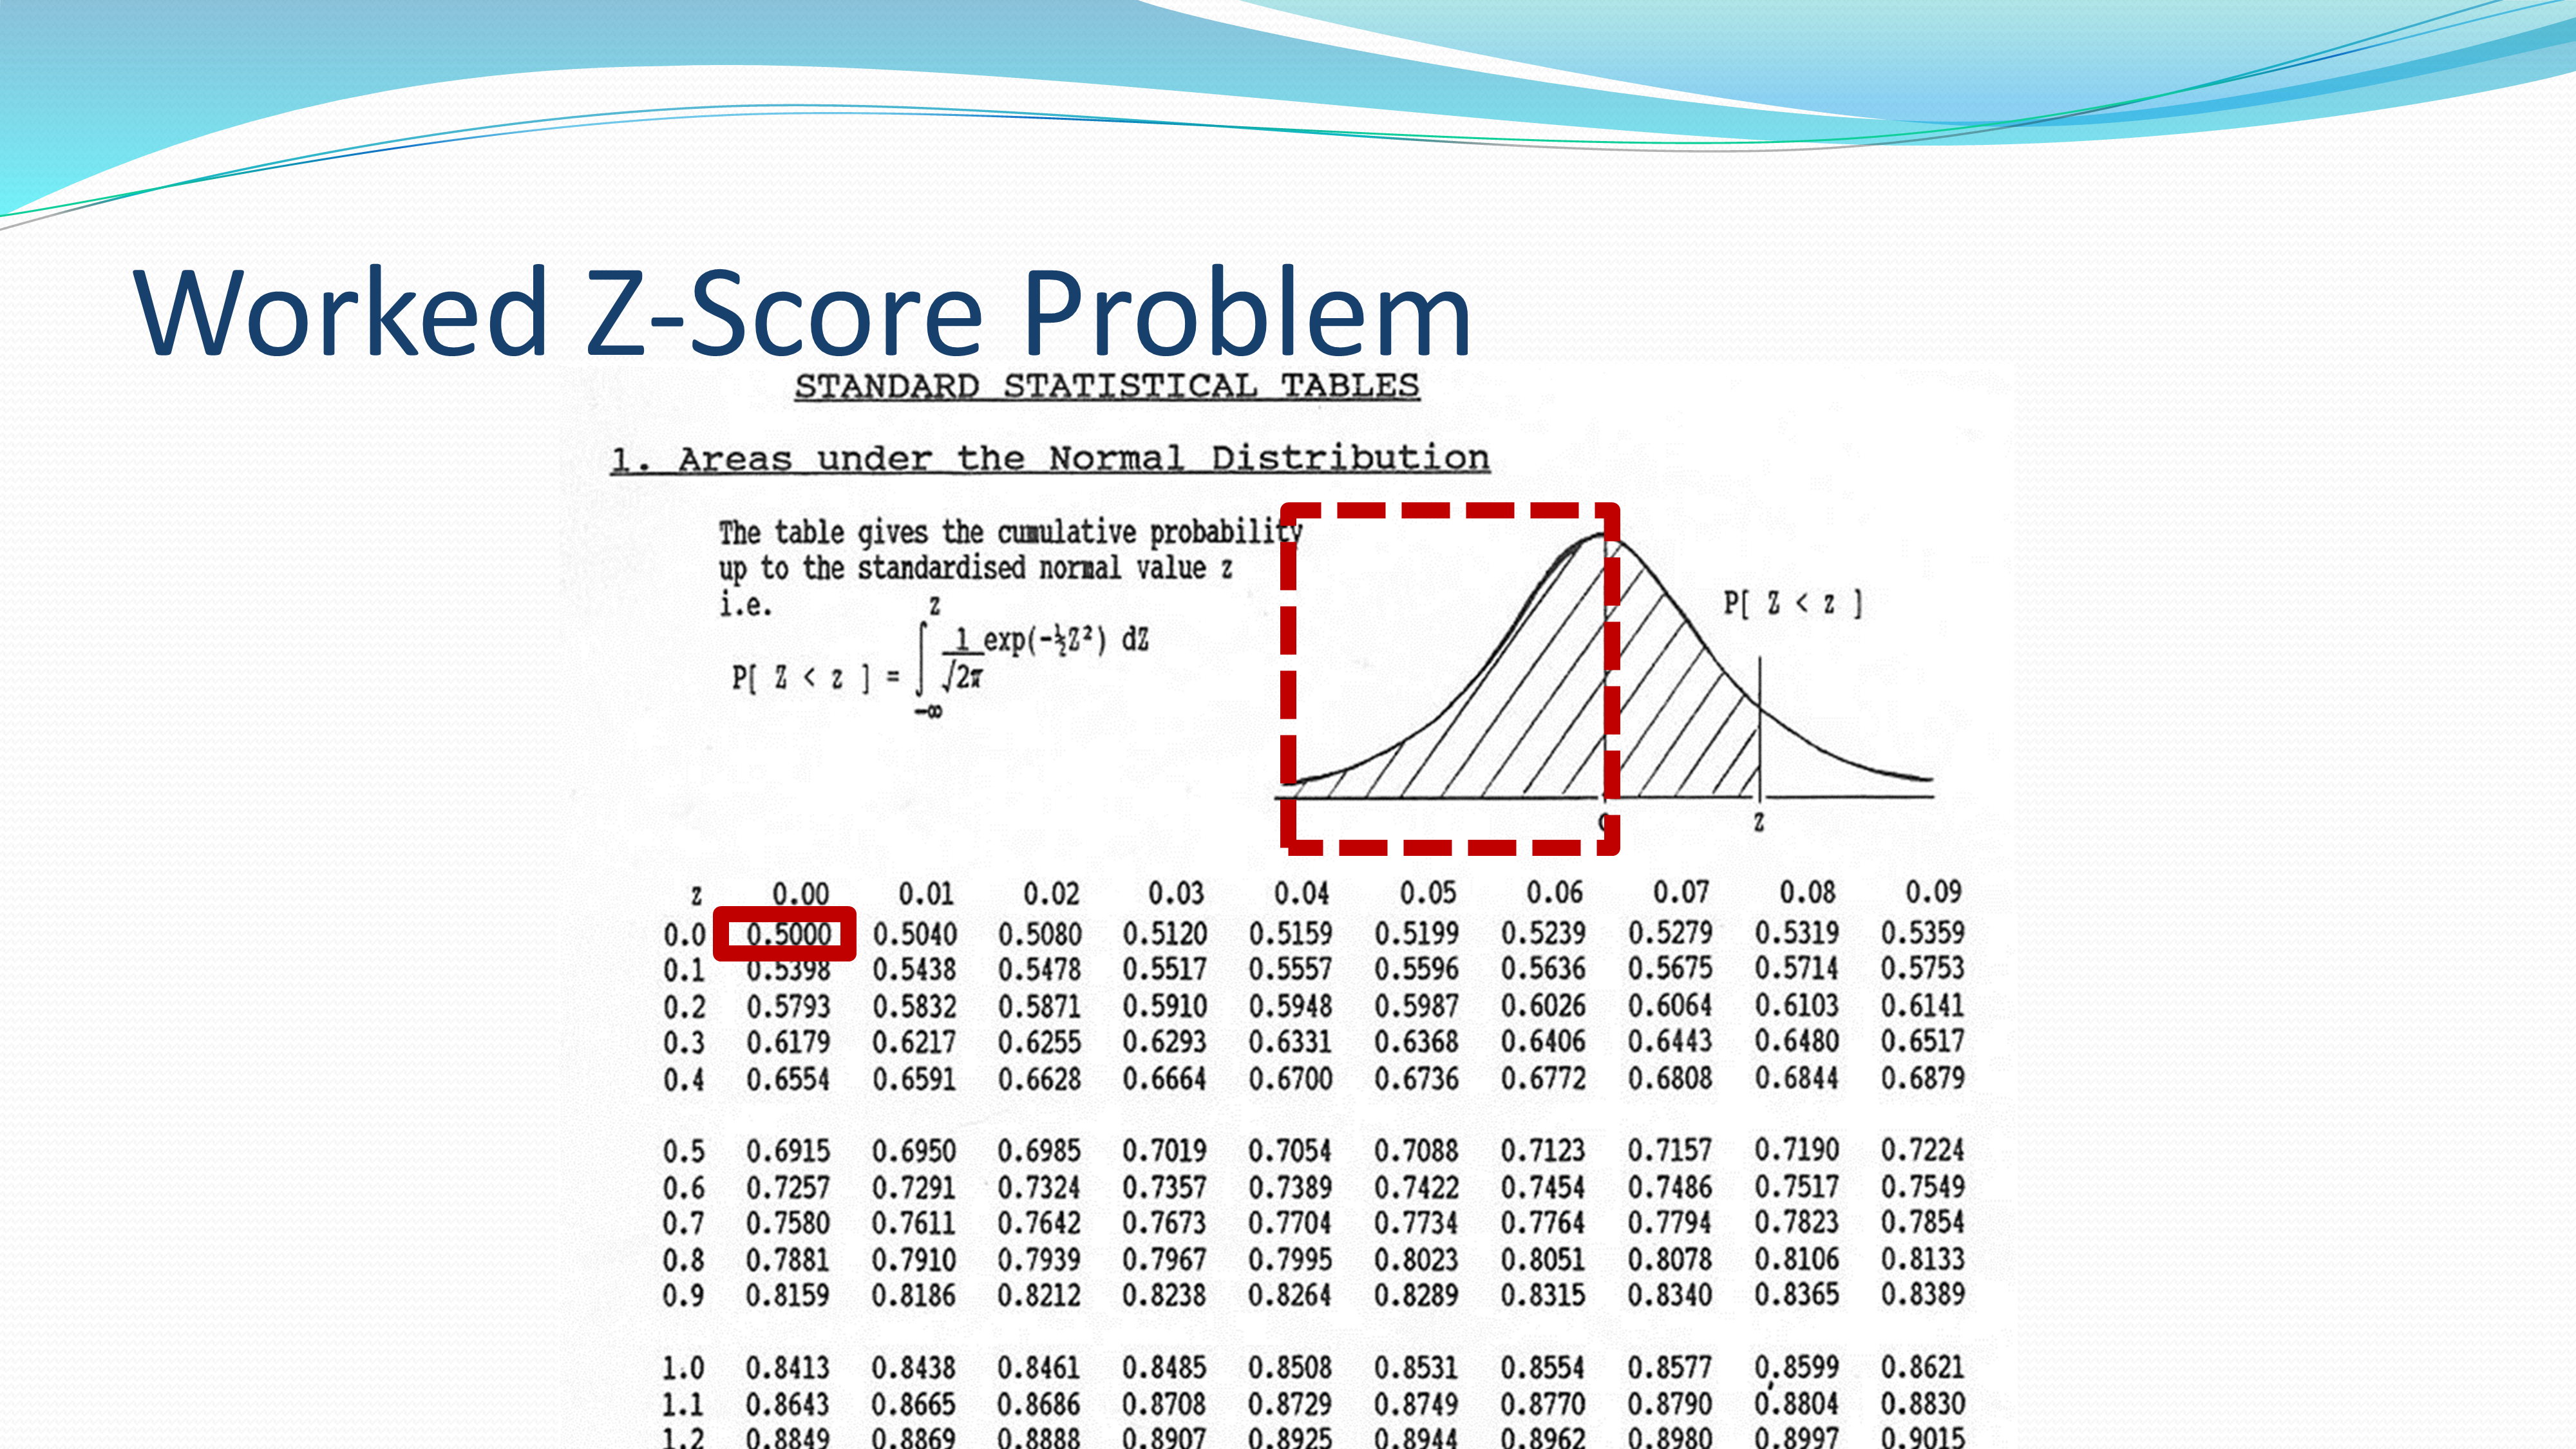 Worked Z-Score Problem
STANDARD STATISTICAL TABLES
1. Areas under the Normal Distribution
The table gives the cumulative probability
up to the standardised normal value z
i.e.
z
P[ Z < z ] = ∫ 1/√2π exp(-½Z²) dZ
-∞
P[ Z < z ]
0 z
z 0.00 0.01 0.02 0.03 0.04 0.05 0.06 0.07 0.08 0.09
0.0 0.5000 0.5040 0.5080 0.5120 0.5159 0.5199 0.5239 0.5279 0.5319 0.5359
0.1 0.5398 0.5438 0.5478 0.5517 0.5557 0.5596 0.5636 0.5675 0.5714 0.5753
0.2 0.5793 0.5832 0.5871 0.5910 0.5948 0.5987 0.6026 0.6064 0.6103 0.6141
0.3 0.6179 0.6217 0.6255 0.6293 0.6331 0.6368 0.6406 0.6443 0.6480 0.6517
0.4 0.6554 0.6591 0.6628 0.6664 0.6700 0.6736 0.6772 0.6808 0.6844 0.6879
0.5 0.6915 0.6950 0.6985 0.7019 0.7054 0.7088 0.7123 0.7157 0.7190 0.7224
0.6 0.7257 0.7291 0.7324 0.7357 0.7389 0.7422 0.7454 0.7486 0.7517 0.7549
0.7 0.7580 0.7611 0.7642 0.7673 0.7704 0.7734 0.7764 0.7794 0.7823 0.7854
0.8 0.7881 0.7910 0.7939 0.7967 0.7995 0.8023 0.8051 0.8078 0.8106 0.8133
0.9 0.8159 0.8186 0.8212 0.8238 0.8264 0.8289 0.8315 0.8340 0.8365 0.8389
1.0 0.8413 0.8438 0.8461 0.8485 0.8508 0.8531 0.8554 0.8577 0.8599 0.8621
1.1 0.8643 0.8665 0.8686 0.8708 0.8729 0.8749 0.8770 0.8790 0.8804 0.8830
1.2 0.8849 0.8869 0.8888 0.8907 0.8925 0.8944 0.8962 0.8980 0.8997 0.9015